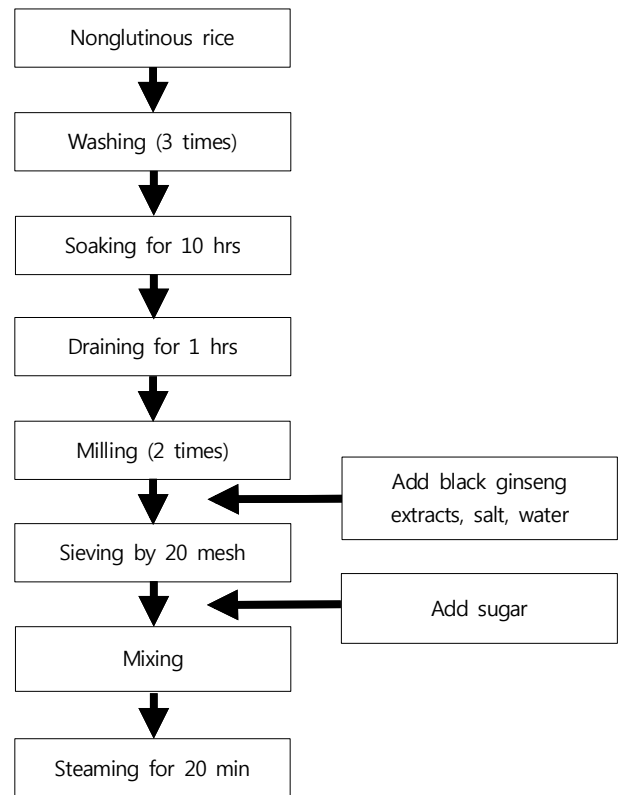 Nonglutinous rice
Washing (3 times)
Soaking for 10 hrs
Draining for 1 hrs
Milling (2 times)
Add black ginseng
extracts, salt, water
Sieving by 20 mesh
Add sugar
Mixing
Steaming for 20 min